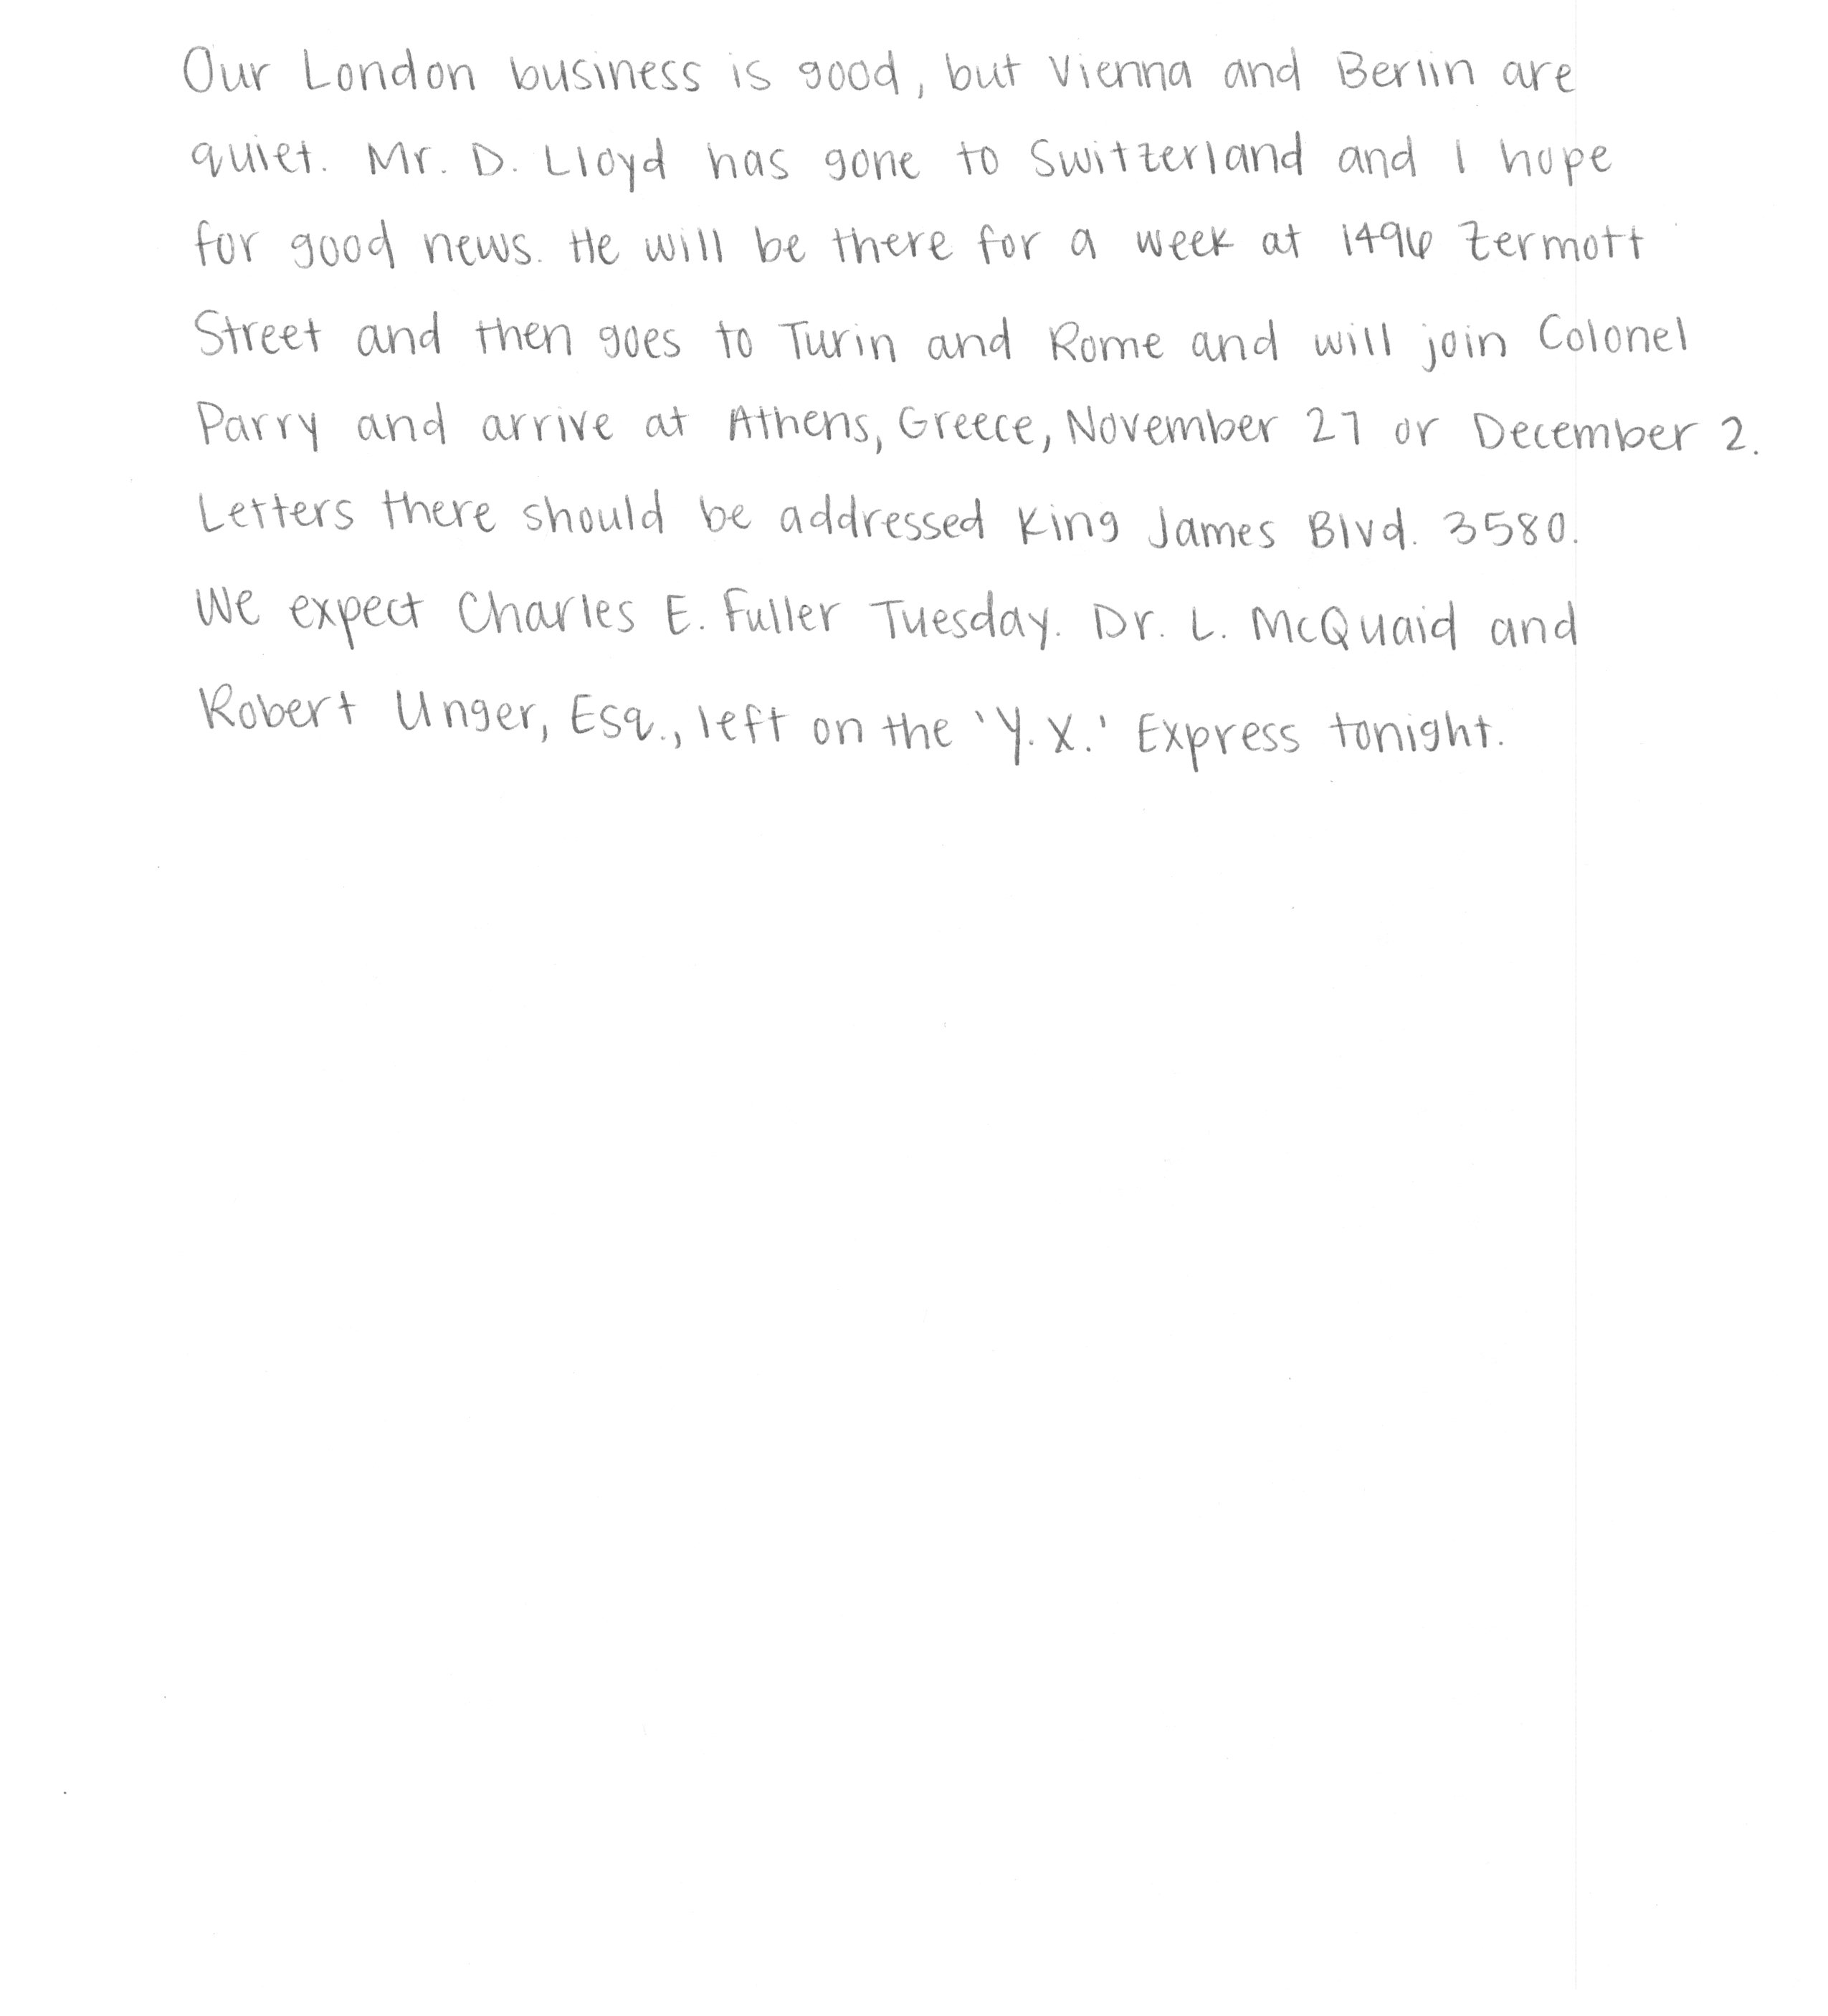 Our London business is good, but Vienna and Berlin are
quiet. Mr. D. Lloyd has gone to Switzerland and I hope
for good news. He will be there for a week at 1496 Zermott
Street and then goes to Turin and Rome and will join Colonel
Parry and arrive at Athens, Greece, November 27 or December 2.
Letters there should be addressed King James Blvd. 3580.
We expect Charles E. Fuller Tuesday. Dr. L. McQuaid and
Robert Unger, Esq., left on the 'Y.X.' Express tonight.